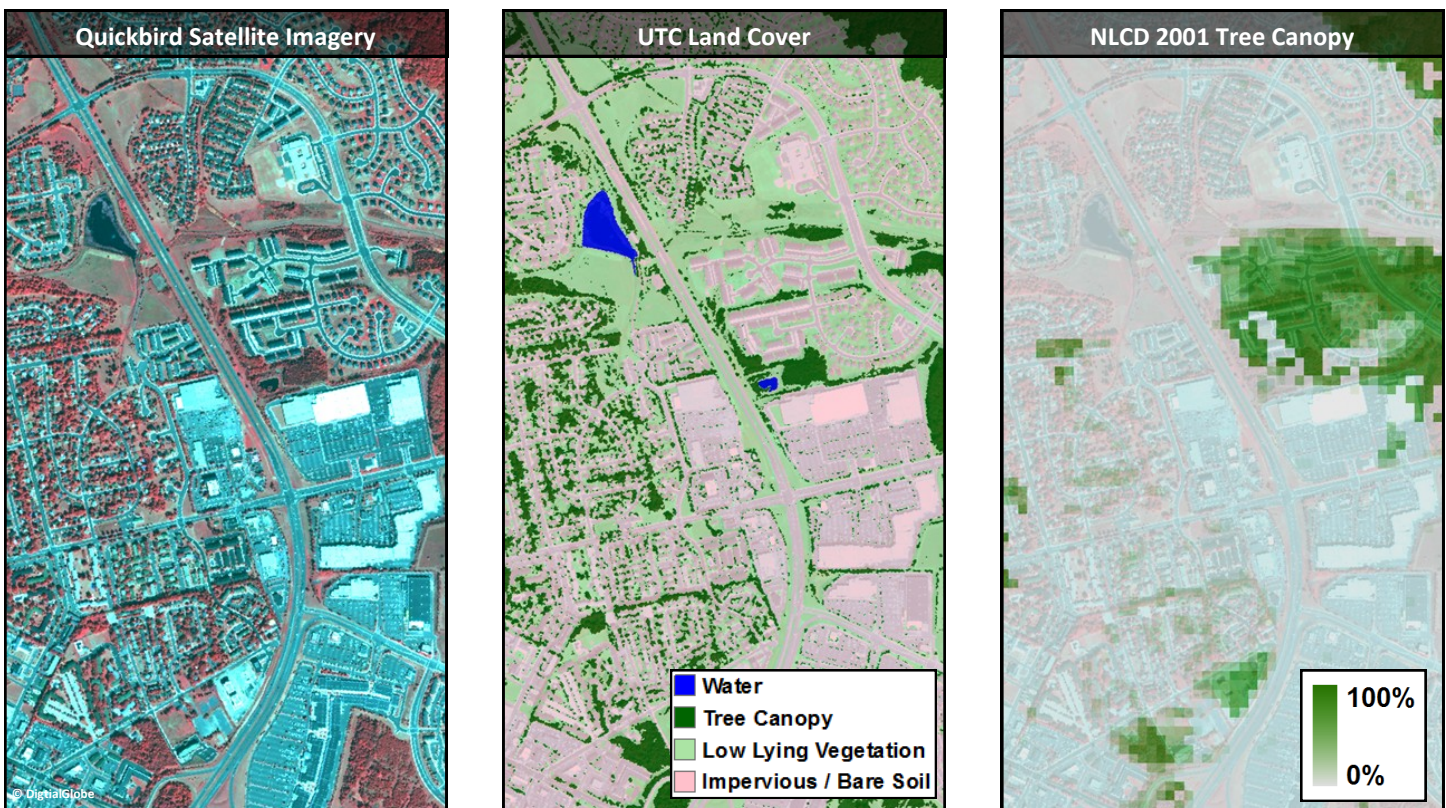 Quickbird Satellite Imagery
© DigtialGlobe
UTC Land Cover
Water
Tree Canopy
Low Lying Vegetation
Impervious / Bare Soil
NLCD 2001 Tree Canopy
100%
0%